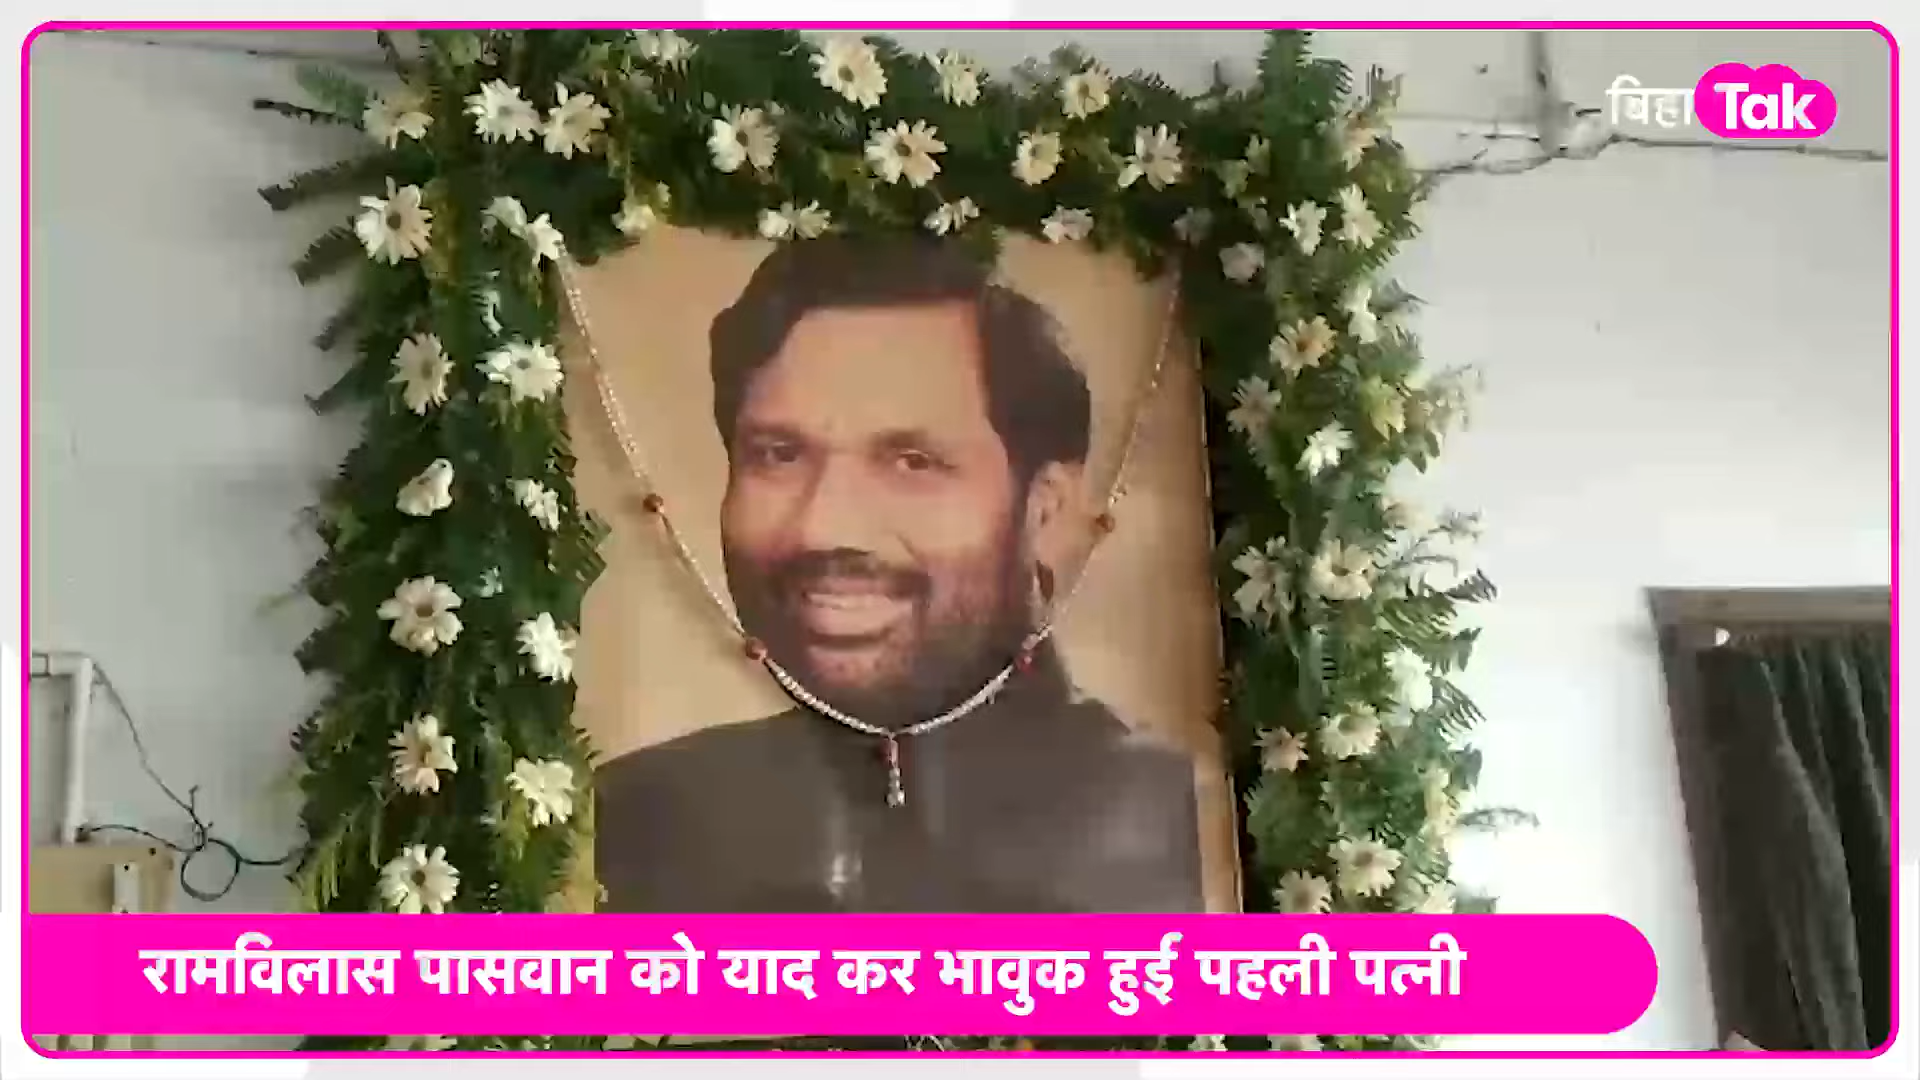 बिहार Tak
रामविलास पासवान को याद कर भावुक हुई पहली पत्नी